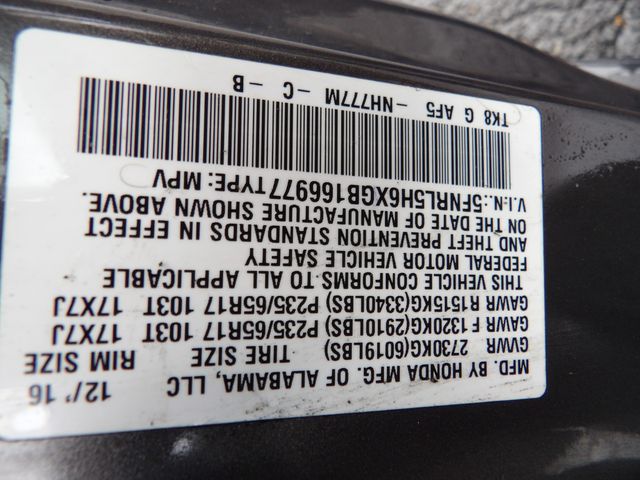 MFD. BY HONDA MFG. OF ALABAMA, LLC 12/'16
GVWR 2730KG(6019LBS) TIRE SIZE RIM SIZE
GAWR F 1320KG(2910LBS) P235/65R17 103T 17X7J
GAWR R 1515KG(3340LBS) P235/65R17 103T 17X7J
THIS VEHICLE CONFORMS TO ALL APPLICABLE
FEDERAL MOTOR VEHICLE SAFETY
AND THEFT PREVENTION STANDARDS IN EFFECT
ON THE DATE OF MANUFACTURE SHOWN ABOVE.
V.I.N.: 5FNRL5H6XGB166977 TYPE: MPV
TK8 G AF5 -NH777M -C -B